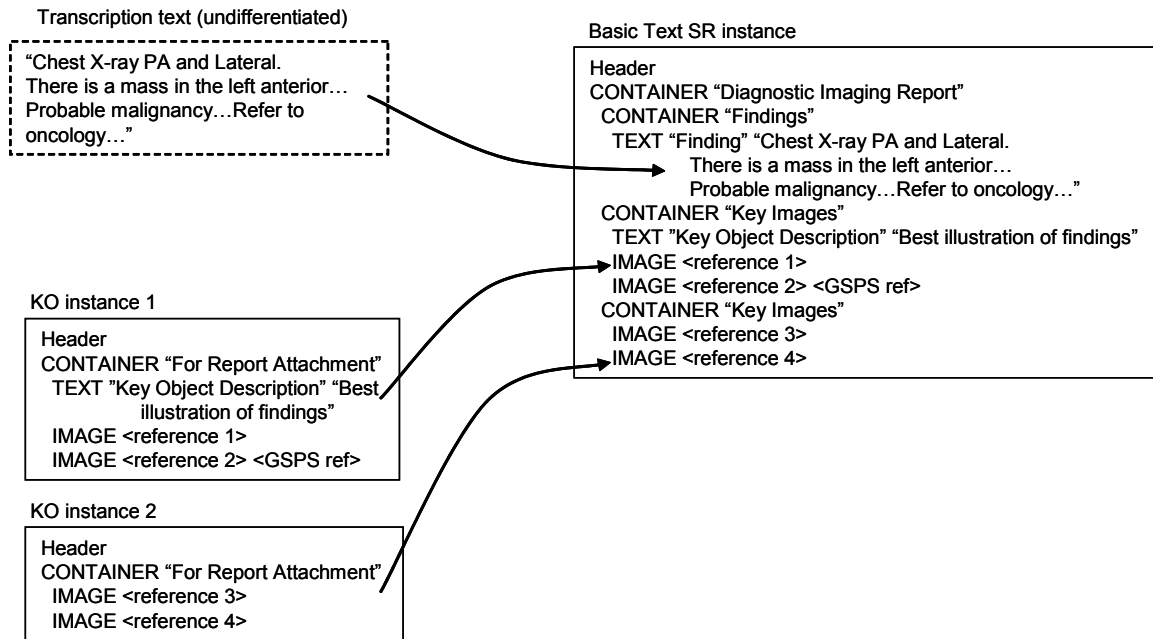 Transcription text (undifferentiated)
“Chest X-ray PA and Lateral.
There is a mass in the left anterior…
Probable malignancy…Refer to
oncology…”
KO instance 1
Header
CONTAINER “For Report Attachment”
TEXT ”Key Object Description” “Best
illustration of findings”
IMAGE <reference 1>
IMAGE <reference 2> <GSPS ref>
KO instance 2
Header
CONTAINER “For Report Attachment”
IMAGE <reference 3>
IMAGE <reference 4>
Basic Text SR instance
Header
CONTAINER “Diagnostic Imaging Report”
CONTAINER “Findings”
TEXT “Finding” “Chest X-ray PA and Lateral.
There is a mass in the left anterior…
Probable malignancy…Refer to oncology…”
CONTAINER “Key Images”
TEXT ”Key Object Description” “Best illustration of findings”
IMAGE <reference 1>
IMAGE <reference 2> <GSPS ref>
CONTAINER “Key Images”
IMAGE <reference 3>
IMAGE <reference 4>